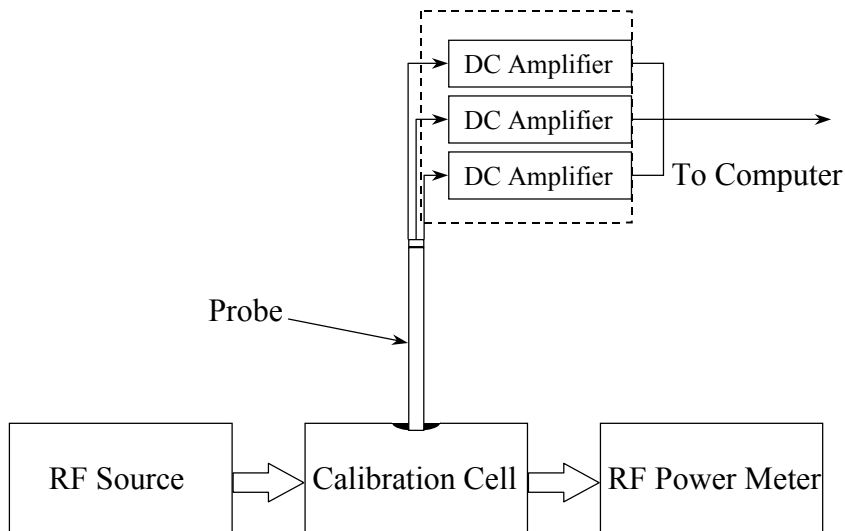 DC Amplifier
DC Amplifier
DC Amplifier
To Computer
Probe
RF Source
Calibration Cell
RF Power Meter